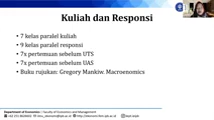 Kuliah dan Responsi
• 7 kelas paralel kuliah
• 9 kelas paralel responsi
• 7x pertemuan sebelum UTS
• 7x pertemuan sebelum UAS
• Buku rujukan: Gregory Mankiw. Macroeconomics
Department of Economics | Faculty of Economics and Management